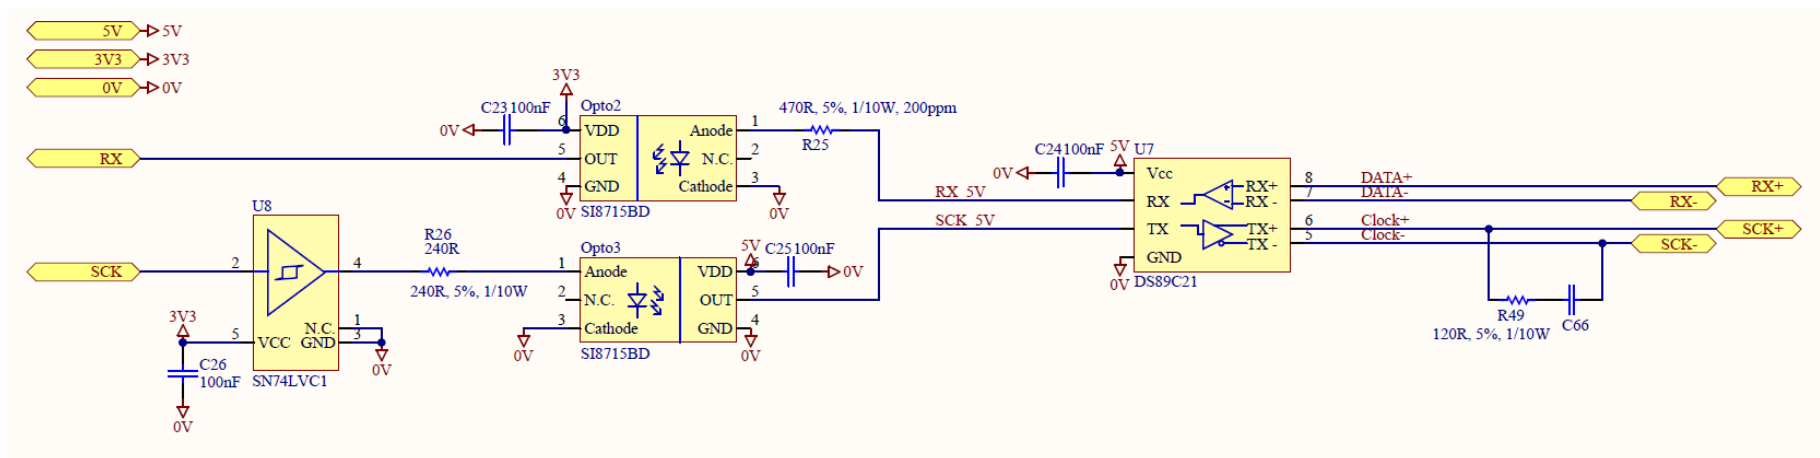 5V 5V
3V3 3V3
0V 0V
3V3
C23 100nF
0V
Opto2
6 VDD
Anode 1
470R, 5%, 1/10W, 200ppm
R25
RX
5 OUT
N.C. 2
4 GND
Cathode 3
0V
SI8715BD
0V
C24 100nF
5V
U7
0V
Vcc
RX 5V
RX
RX+ 8 DATA+ RX+
RX - 7 DATA- RX-
SCK 5V
TX
TX+ 6 Clock+ SCK+
TX - 5 Clock- SCK-
GND
0V
DS89C21
R49
120R, 5%, 1/10W
C66
U8
SCK
2
4
R26
240R
240R, 5%, 1/10W
Opto3
1 Anode
VDD 6
5V
C25 100nF
0V
2 N.C.
OUT 5
3 Cathode
GND 4
0V
SI8715BD
0V
3V3
5 VCC
N.C. 1
GND 3
0V
C26
100nF
SN74LVC1
0V